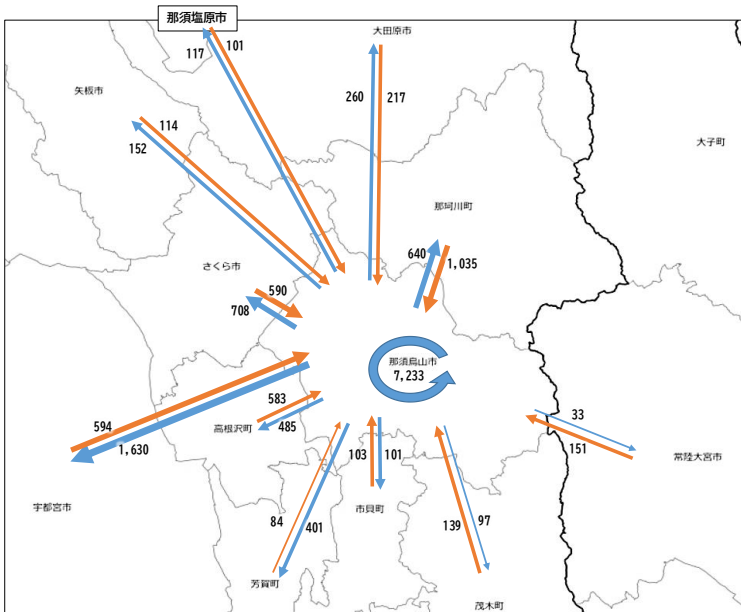 那須塩原市
大田原市
117
101
矢板市
260
217
114
152
大子町
那珂川町
640
1,035
さくら市
590
708
那須烏山市
7,233
594
1,630
583
高根沢町
485
33
151
常陸大宮市
103
101
宇都宮市
市貝町
84
401
139
97
芳賀町
茂木町